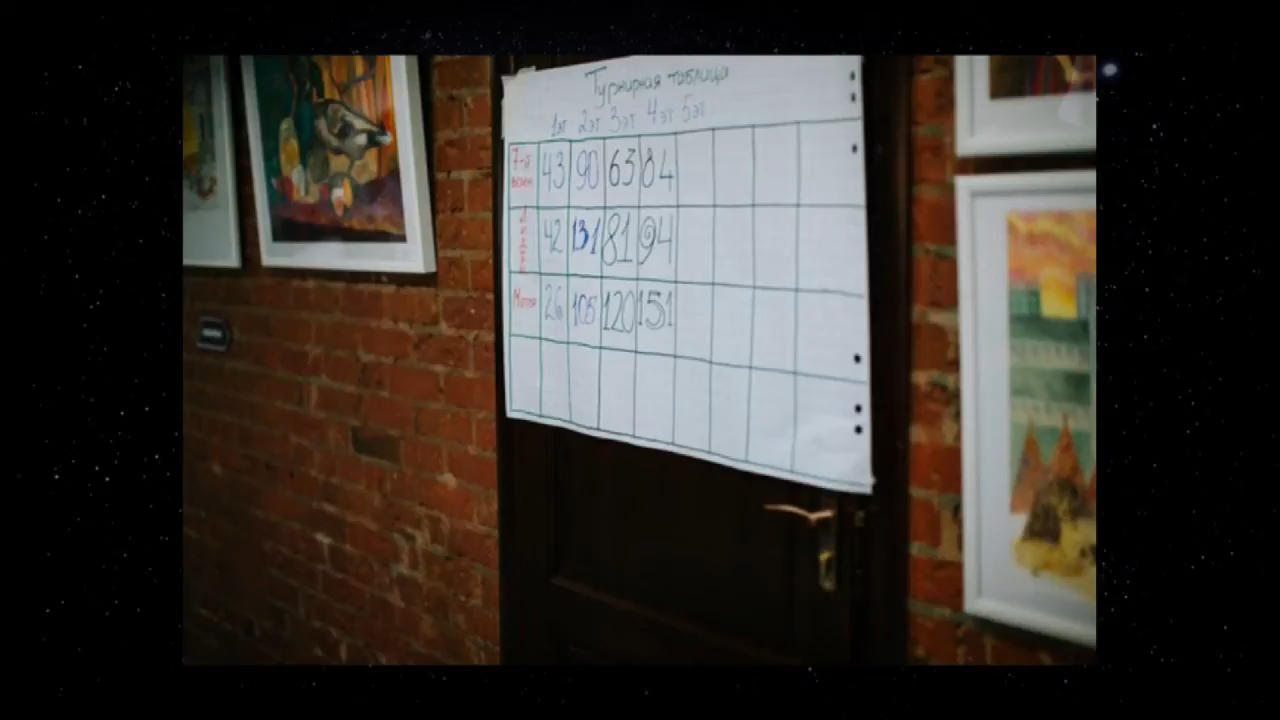 Турнирная таблица
1эт 2эт 3эт 4эт 5эт
7-й 43 90 63 84
42 131 81 94
26 105 120 151